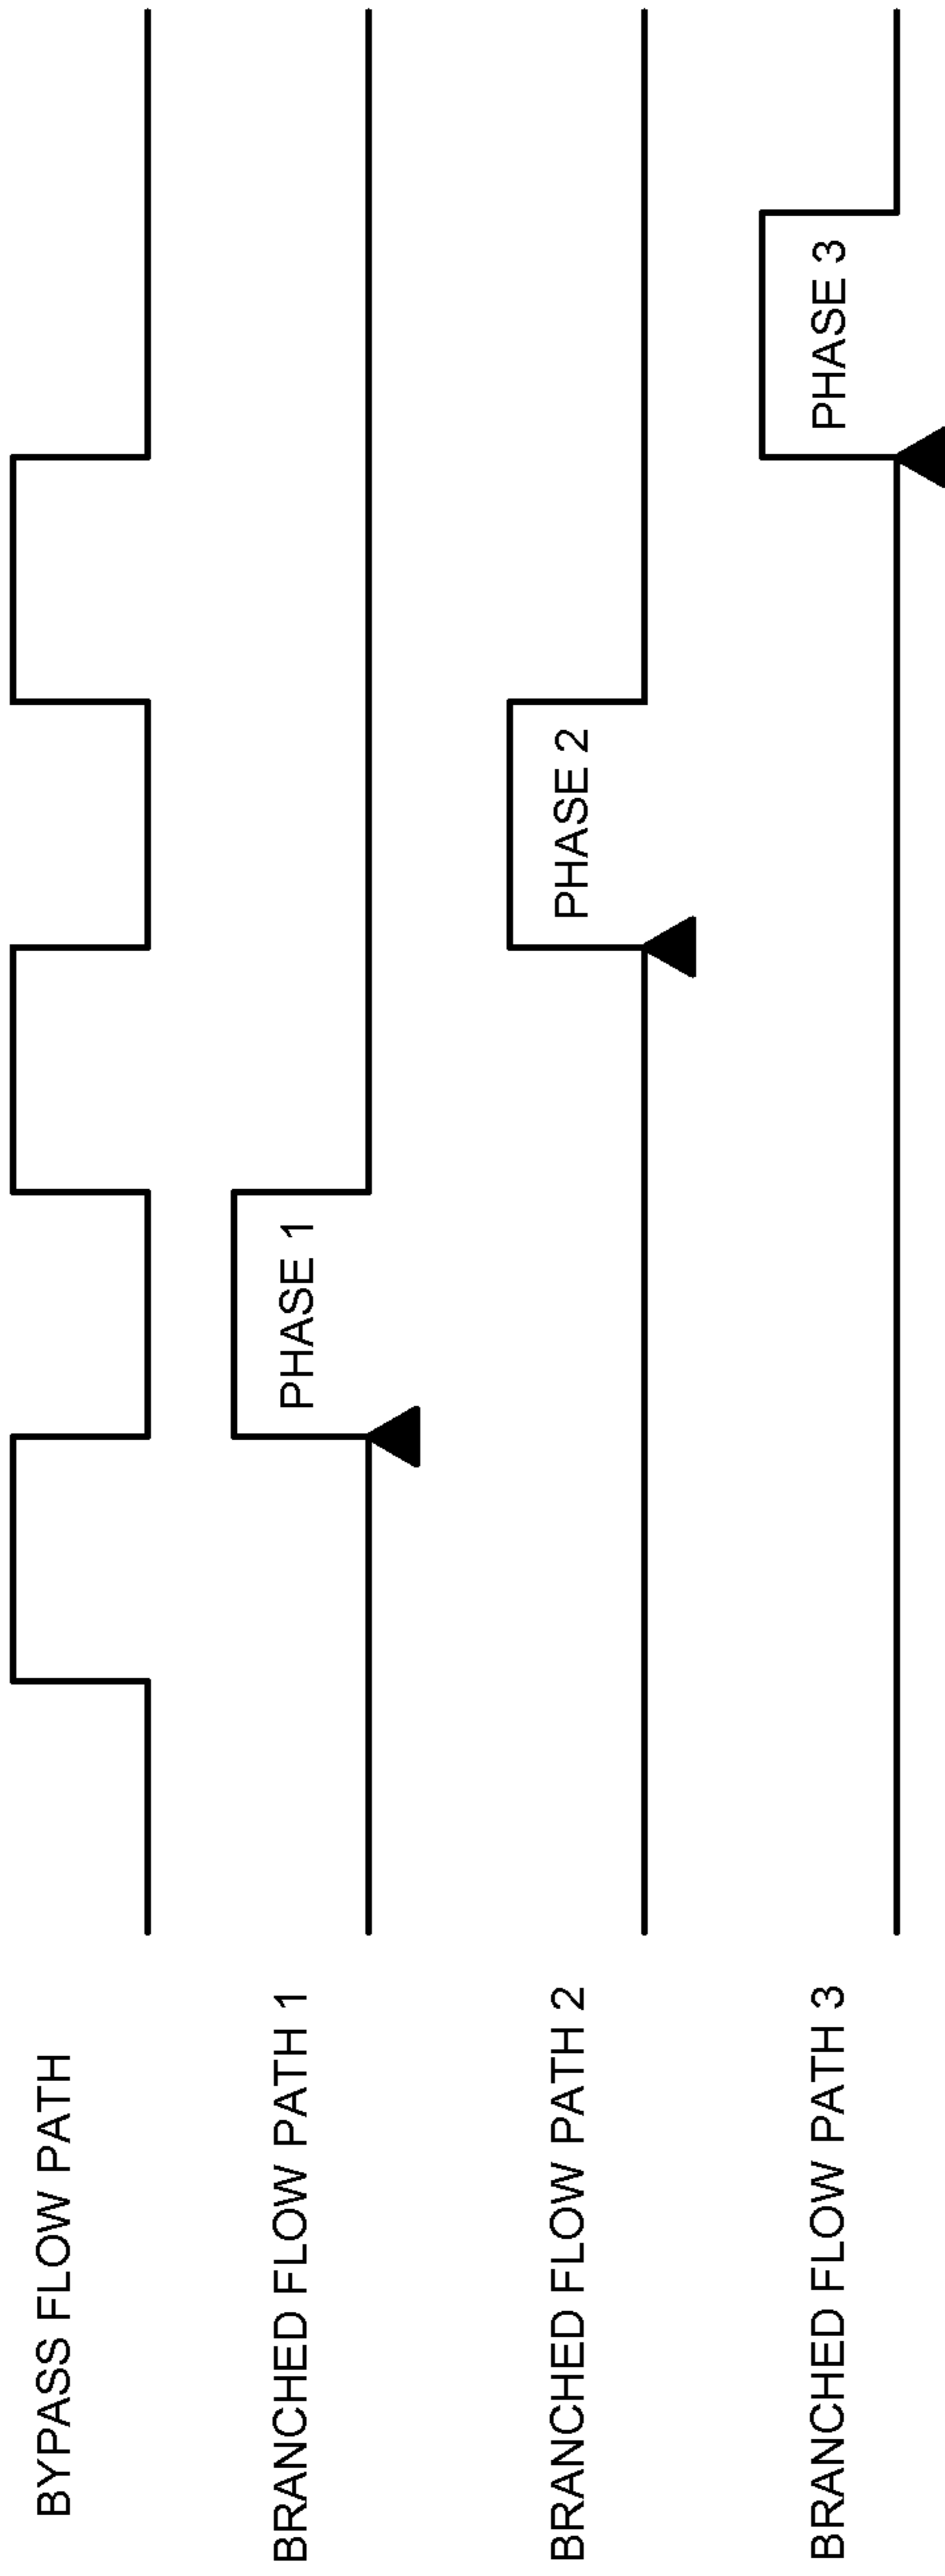 BYPASS FLOW PATH
BRANCHED FLOW PATH 1
PHASE 1
BRANCHED FLOW PATH 2
PHASE 2
BRANCHED FLOW PATH 3
PHASE 3